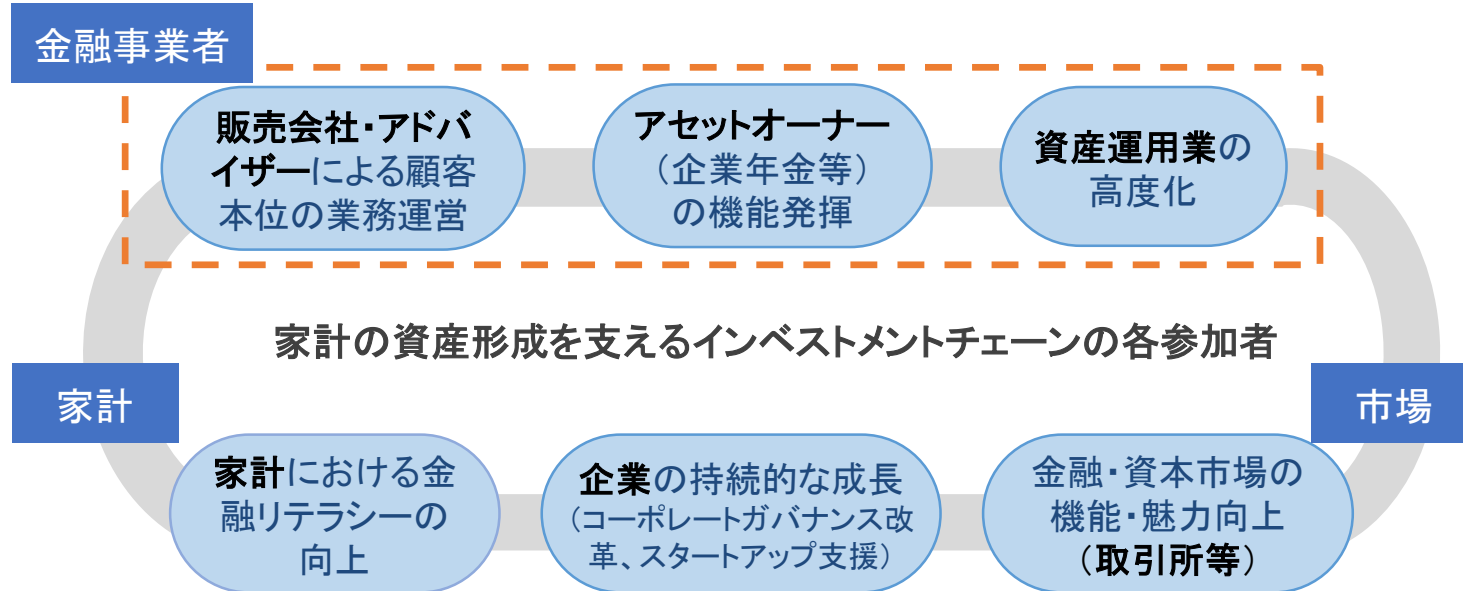 金融事業者
販売会社・アドバ
イザーによる顧客
本位の業務運営
アセットオーナー
（企業年金等）
の機能発揮
資産運用業の
高度化
家計の資産形成を支えるインベストメントチェーンの各参加者
家計
市場
家計における金
融リテラシーの
向上
企業の持続的な成長
（コーポレートガバナンス改
革、スタートアップ支援）
金融・資本市場の
機能・魅力向上
（取引所等）